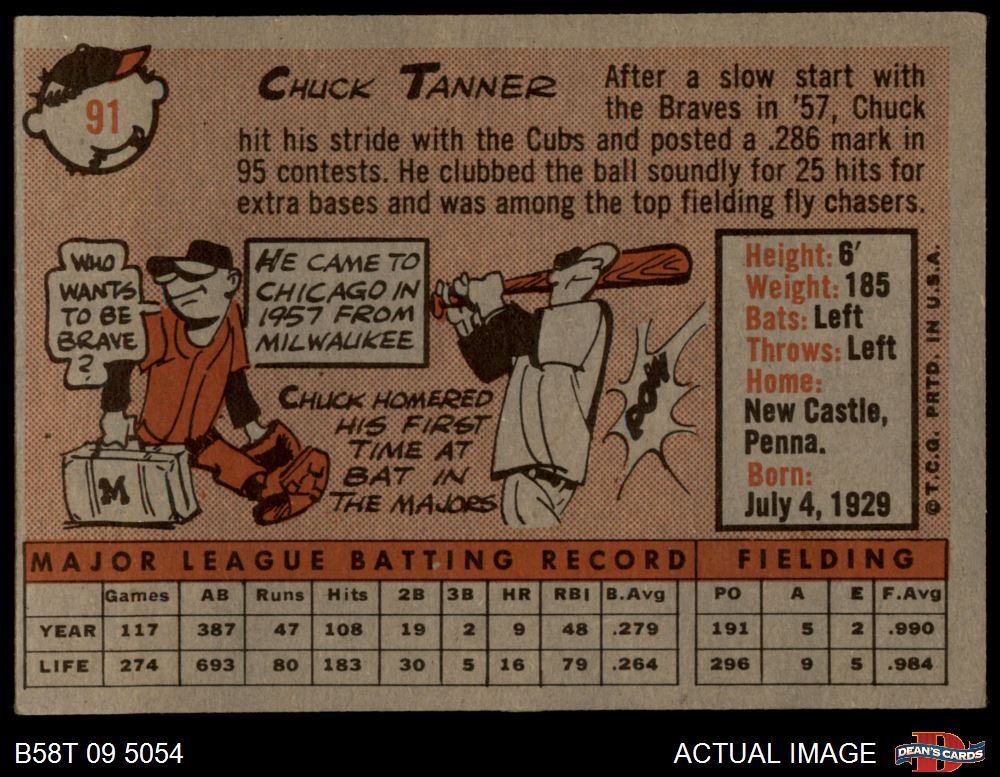 91
CHUCK TANNER
After a slow start with
the Braves in '57, Chuck
hit his stride with the Cubs and posted a .286 mark in
95 contests. He clubbed the ball soundly for 25 hits for
extra bases and was among the top fielding fly chasers.
WHO
WANTS
TO BE
BRAVE
?
M
HE CAME TO
CHICAGO IN
1957 FROM
MILWAUKEE
CHUCK HOMERED
HIS FIRST
TIME AT
BAT IN
THE MAJORS
POW
Height: 6'
Weight: 185
Bats: Left
Throws: Left
Home:
New Castle,
Penna.
Born:
July 4, 1929
©T.C.G. PRTD. IN U.S.A.
MAJOR LEAGUE BATTING RECORD FIELDING
Games AB Runs Hits 2B 3B HR RBI B.Avg PO A E F.Avg
YEAR 117 387 47 108 19 2 9 48 .279 191 5 2 .990
LIFE 274 693 80 183 30 5 16 79 .264 296 9 5 .984
B58T 09 5054
ACTUAL IMAGE
D
DEAN'S CARDS